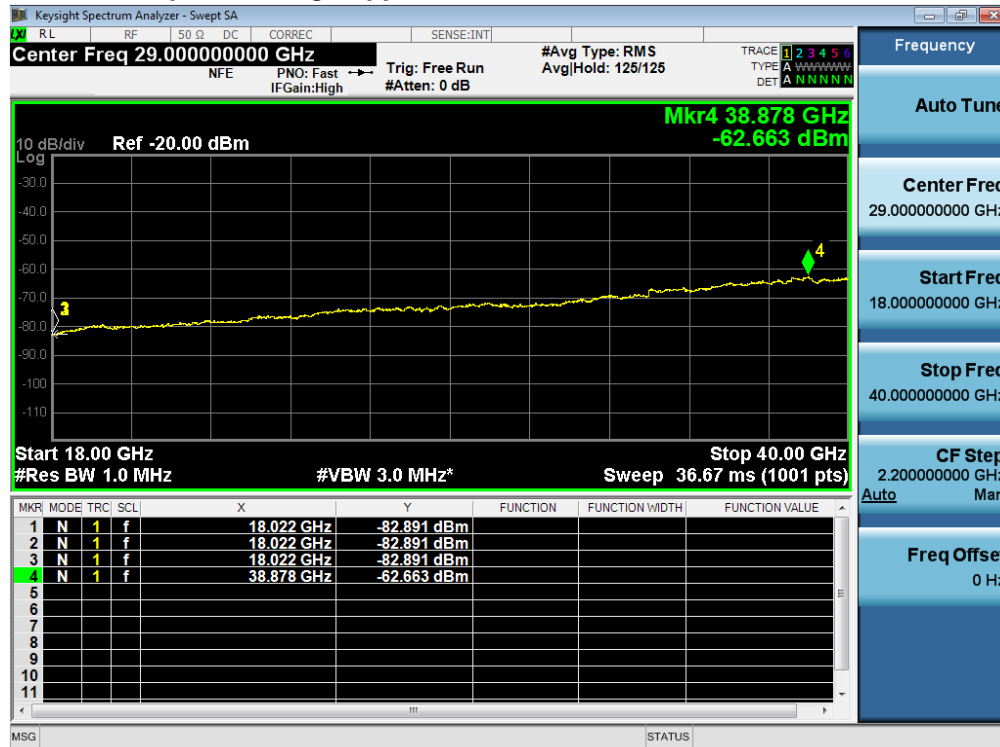 Keysight Spectrum Analyzer - Swept SA
LXI RL RF 50 Ω DC CORREC SENSE:INT
Center Freq 29.000000000 GHz
NFE PNO: Fast Trig: Free Run #Avg Type: RMS TRACE 1 2 3 4 5 6
IFGain:High #Atten: 0 dB Avg|Hold: 125/125 TYPE A WWWWW
DET A N N N N N
Mkr4 38.878 GHz
10 dB/div Ref -20.00 dBm -62.663 dBm
Log
-30.0
-40.0
-50.0
4
-60.0
-70.0
3
-80.0
-90.0
-100
-110
Start 18.00 GHz Stop 40.00 GHz
#Res BW 1.0 MHz #VBW 3.0 MHz* Sweep 36.67 ms (1001 pts)
MKR MODE TRC SCL X Y FUNCTION FUNCTION WIDTH FUNCTION VALUE
1 N 1 f 18.022 GHz -82.891 dBm
2 N 1 f 18.022 GHz -82.891 dBm
3 N 1 f 18.022 GHz -82.891 dBm
4 N 1 f 38.878 GHz -62.663 dBm
5
6
7
8
9
10
11
MSG STATUS
Frequency
Auto Tune
Center Freq
29.000000000 GHz
Start Freq
18.000000000 GHz
Stop Freq
40.000000000 GHz
CF Step
2.200000000 GHz
Auto Man
Freq Offset
0 Hz